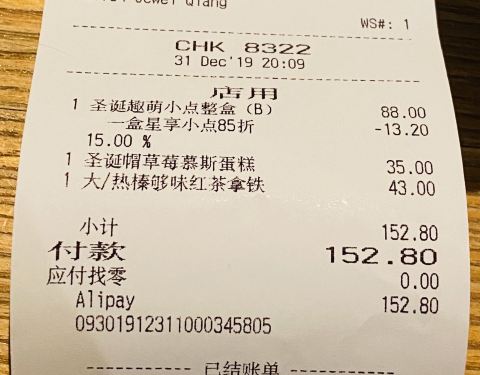 Jewel Qiang
WS#: 1
CHK 8322
31 Dec'19 20:09
店用
1 圣诞趣萌小点整盒（B） 88.00
一盒星享小点85折 -13.20
15.00 %
1 圣诞帽草莓慕斯蛋糕 35.00
1 大/热榛够味红茶拿铁 43.00
小计 152.80
付款 152.80
应付找零 0.00
Alipay 152.80
09301912311000345805
----------- 已结账单 -----------